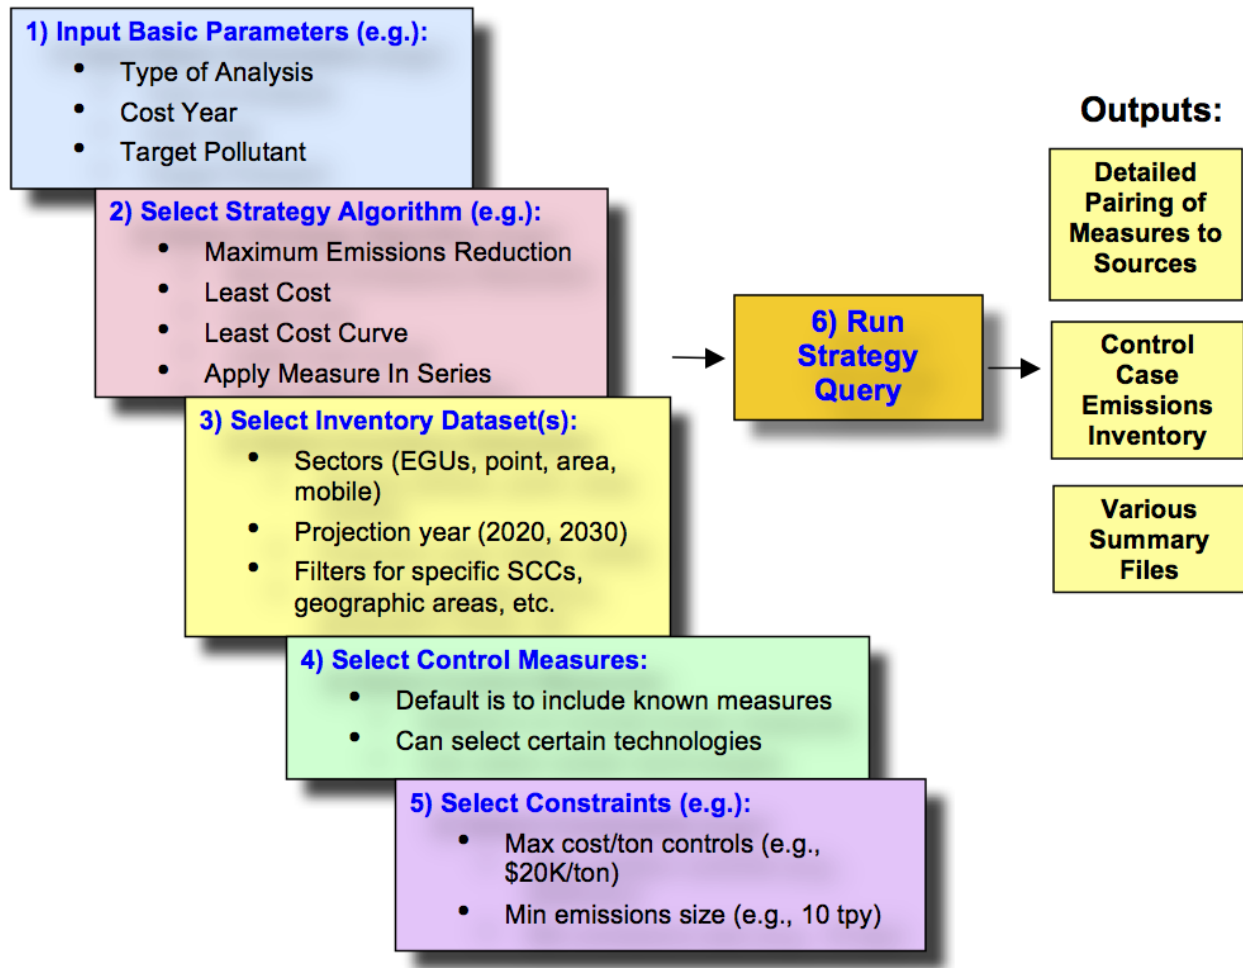 1) Input Basic Parameters (e.g.):
• Type of Analysis
• Cost Year
• Target Pollutant
2) Select Strategy Algorithm (e.g.):
• Maximum Emissions Reduction
• Least Cost
• Least Cost Curve
• Apply Measure In Series
3) Select Inventory Dataset(s):
• Sectors (EGUs, point, area,
mobile)
• Projection year (2020, 2030)
• Filters for specific SCCs,
geographic areas, etc.
4) Select Control Measures:
• Default is to include known measures
• Can select certain technologies
5) Select Constraints (e.g.):
• Max cost/ton controls (e.g.,
$20K/ton)
• Min emissions size (e.g., 10 tpy)
6) Run
Strategy
Query
Outputs:
Detailed
Pairing of
Measures to
Sources
Control
Case
Emissions
Inventory
Various
Summary
Files